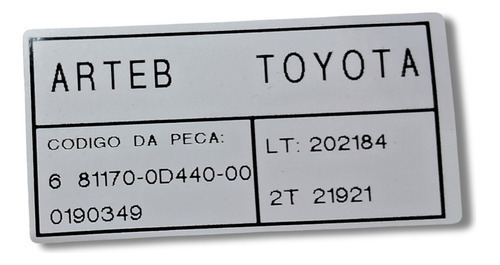 ARTEB TOYOTA
CODIGO DA PECA:
6 81170-0D440-00
0190349
LT: 202184
2T 21921